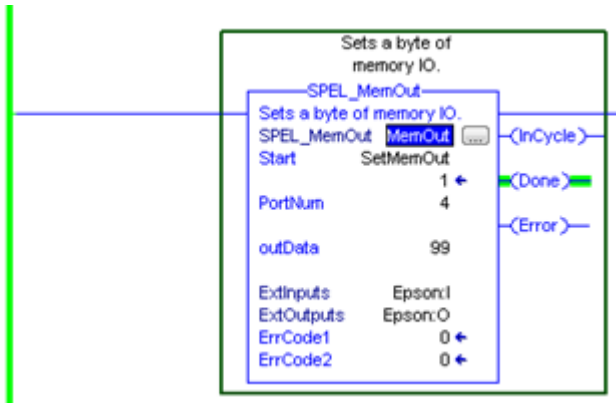 Sets a byte of
memory IO.
SPEL_MemOut
Sets a byte of memory IO.
SPEL_MemOut MemOut ...
(InCycle)
Start SetMemOut
1
(Done)
PortNum 4
(Error)
outData 99
ExtInputs Epson:I
ExtOutputs Epson:O
ErrCode1 0
ErrCode2 0